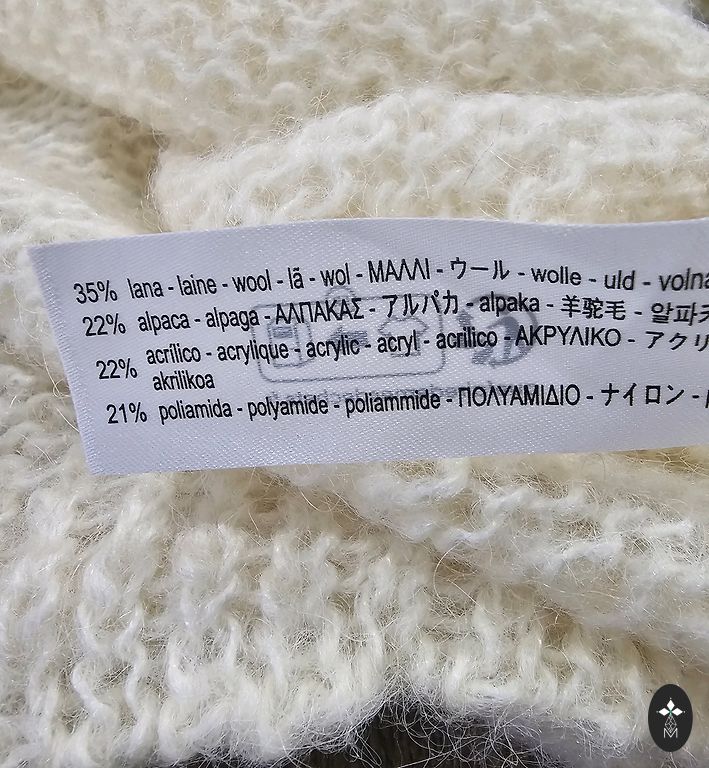 35% lana - laine - wool - lã - wol - ΜΑΛΛΙ - ウール - wolle - uld - volna
22% alpaca - alpaga - ΑΛΠΑΚΑΣ - アルパカ - alpaka - 羊驼毛 - 알파카
22% acrílico - acrylique - acrylic - acryl - acrilico - ΑΚΡΥΛΙΚΟ - アクリ
akrilikoa
21% poliamida - polyamide - poliammide - ΠΟΛΥΑΜΙΔΙΟ - ナイロン -